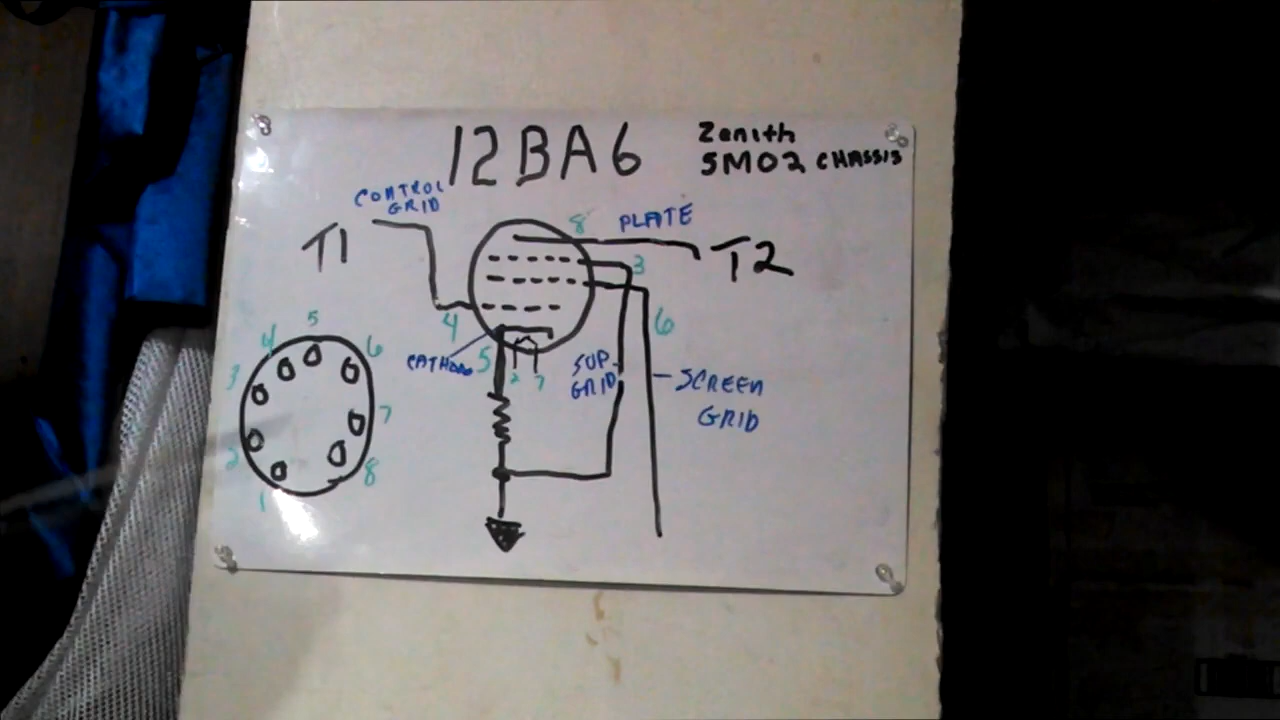 12BA6
Zenith
5M02 CHASSIS
CONTROL
GRID
8
PLATE
T1
T2
3
4
6
CATHODE
5
2
7
SUP
GRID
SCREEN
GRID
5
4
6
3
7
2
8
1